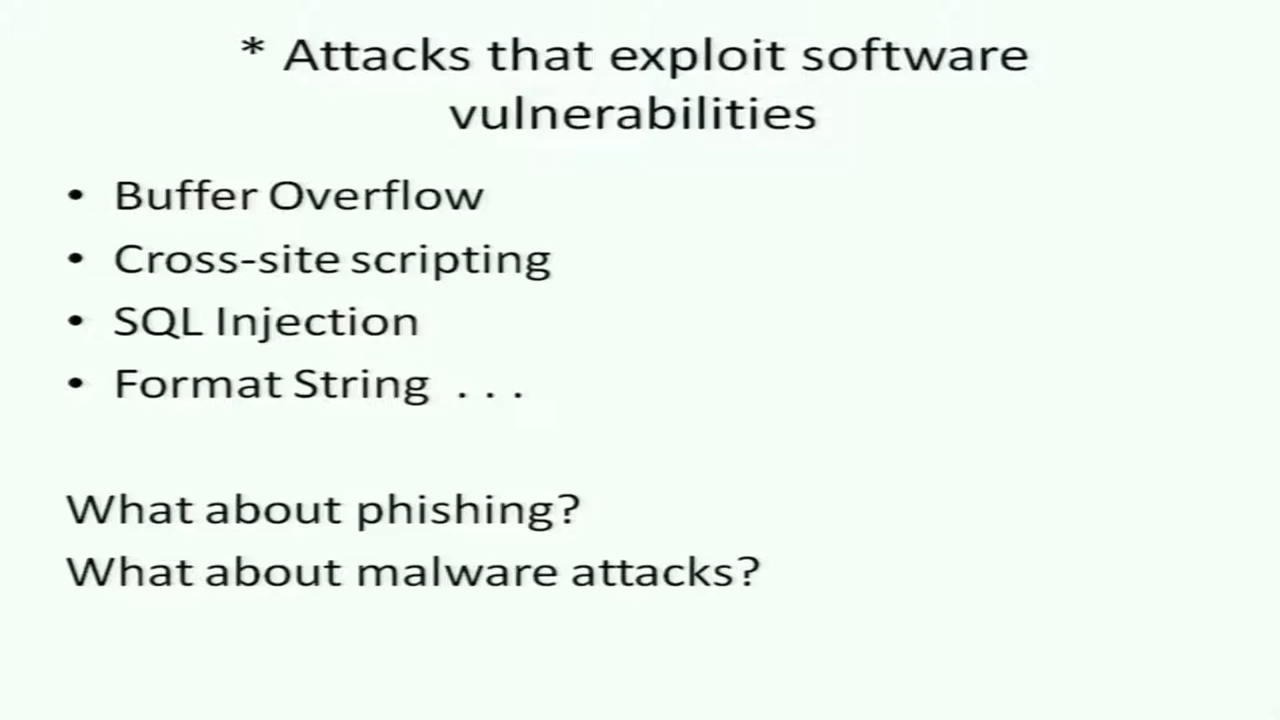 * Attacks that exploit software
vulnerabilities
• Buffer Overflow
• Cross-site scripting
• SQL Injection
• Format String . . .
What about phishing?
What about malware attacks?